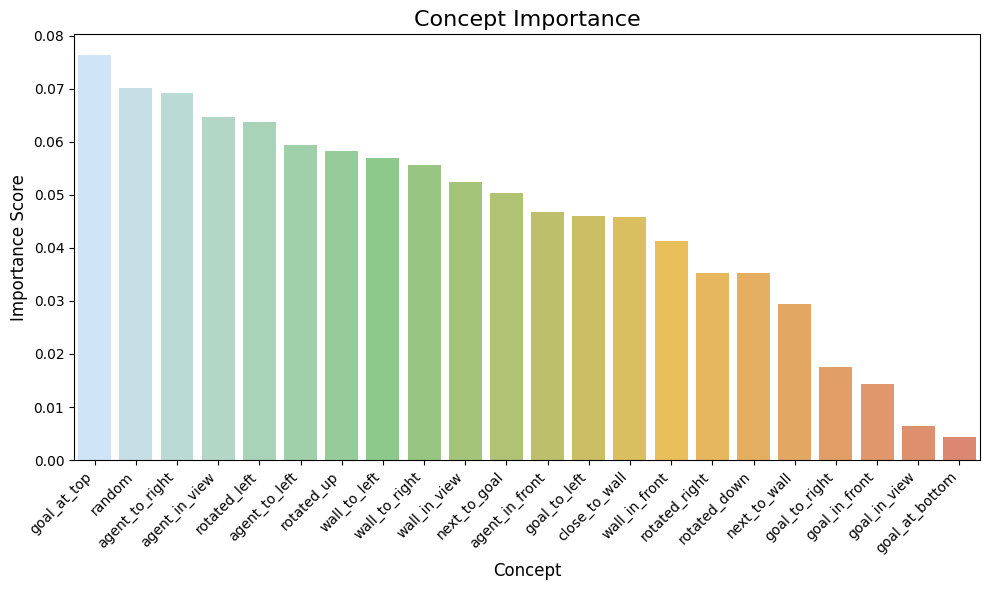 Concept Importance
Importance Score
0.08
0.07
0.06
0.05
0.04
0.03
0.02
0.01
0.00
goal_at_top
random
agent_to_right
agent_in_view
rotated_left
agent_to_left
rotated_up
wall_to_left
wall_to_right
wall_in_view
next_to_goal
agent_in_front
goal_to_left
close_to_wall
wall_in_front
rotated_right
rotated_down
next_to_wall
goal_to_right
goal_in_front
goal_in_view
goal_at_bottom
Concept